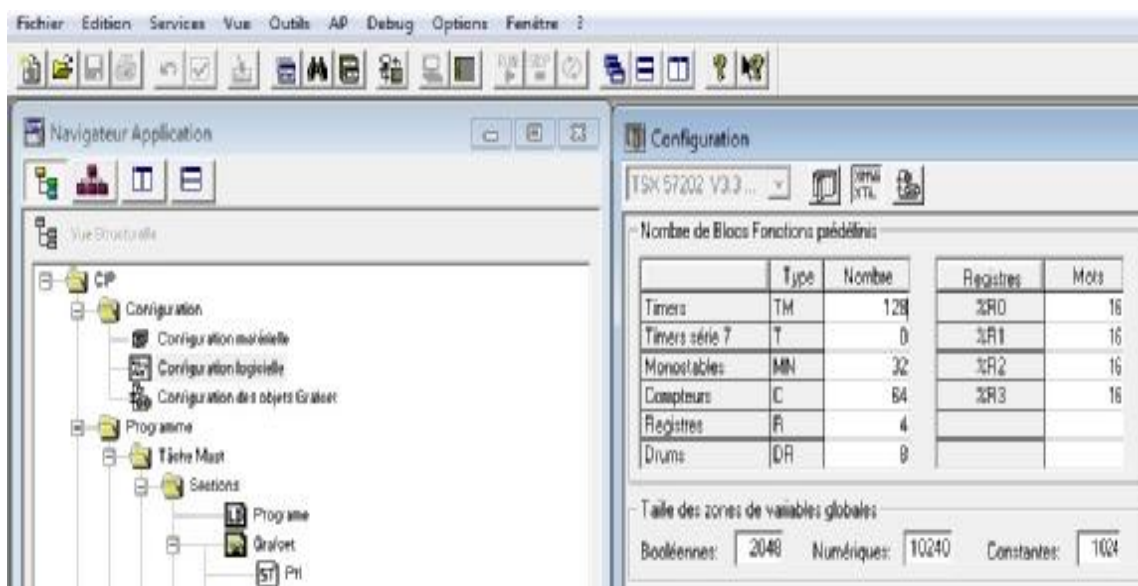 Fichier Edition Services Vue Outils AP Debug Options Fenêtre ?
Navigateur Application
Vue Structurelle
CIP
Configuration
Configuration matérielle
Configuration logicielle
Configuration des objets Grafcet
Programme
Tâche Mast
Sections
Programe
Grafcet
Prl
Configuration
TSX 57202 V3.3 ...
Nombre de Blocs Fonctions prédéfinis
Type Nombre
Timers TM 128
Timers série 7 T 0
Monostables MN 32
Compteurs C 64
Registres R 4
Drums DR 8
Registres Mots
%R0 16
%R1 16
%R2 16
%R3 16
Taille des zones de variables globales
Booléennes: 2048 Numériques: 10240 Constantes: 1024